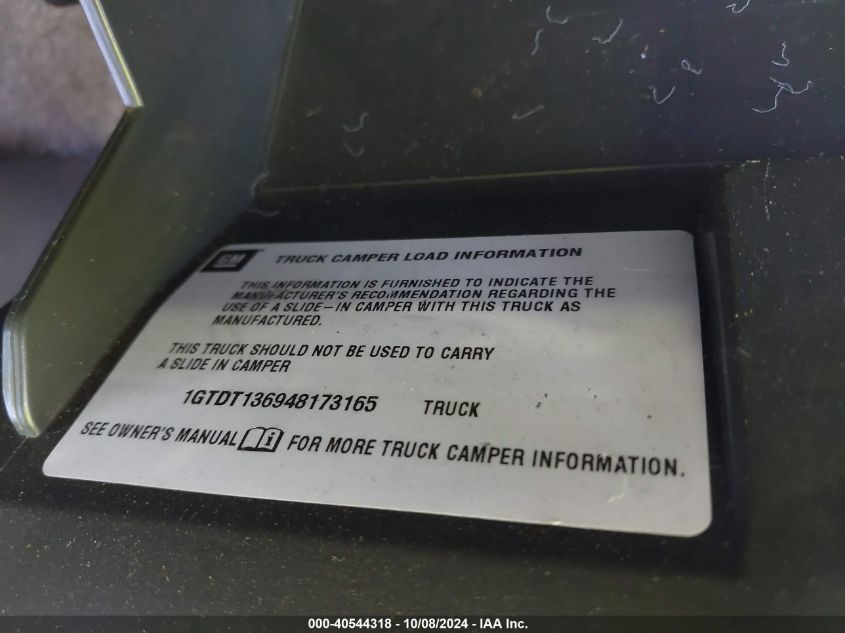 GM TRUCK CAMPER LOAD INFORMATION
THIS INFORMATION IS FURNISHED TO INDICATE THE
MANUFACTURER'S RECOMMENDATION REGARDING THE
USE OF A SLIDE-IN CAMPER WITH THIS TRUCK AS
MANUFACTURED.
THIS TRUCK SHOULD NOT BE USED TO CARRY
A SLIDE IN CAMPER
1GTDT136948173165 TRUCK
SEE OWNER'S MANUAL FOR MORE TRUCK CAMPER INFORMATION.
000-40544318 - 10/08/2024 - IAA Inc.